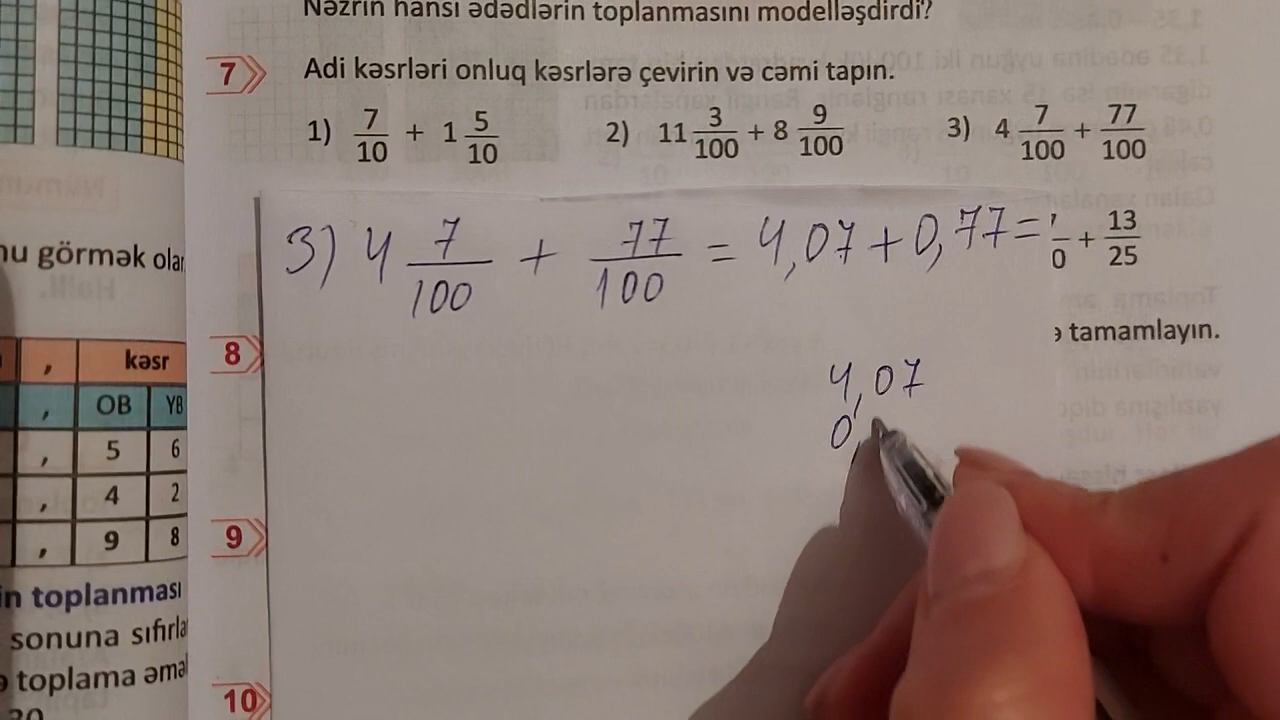 Nəzrin hansı ədədlərin toplanmasını modelləşdirdi?
7 Adi kəsrləri onluq kəsrlərə çevirin və cəmi tapın.
1) 7/10 + 1 5/10 2) 11 3/100 + 8 9/100 3) 4 7/100 + 77/100
3) 4 7/100 + 77/100 = 4,07 + 0,77 =
0 + 13/25
nu görmək olar
8
ə tamamlayın.
4,07
0,
, kəsr
, OB YB
, 5 6
, 4 2
, 9 8
9
in toplanması
sonuna sıfırla
toplama əmə
10